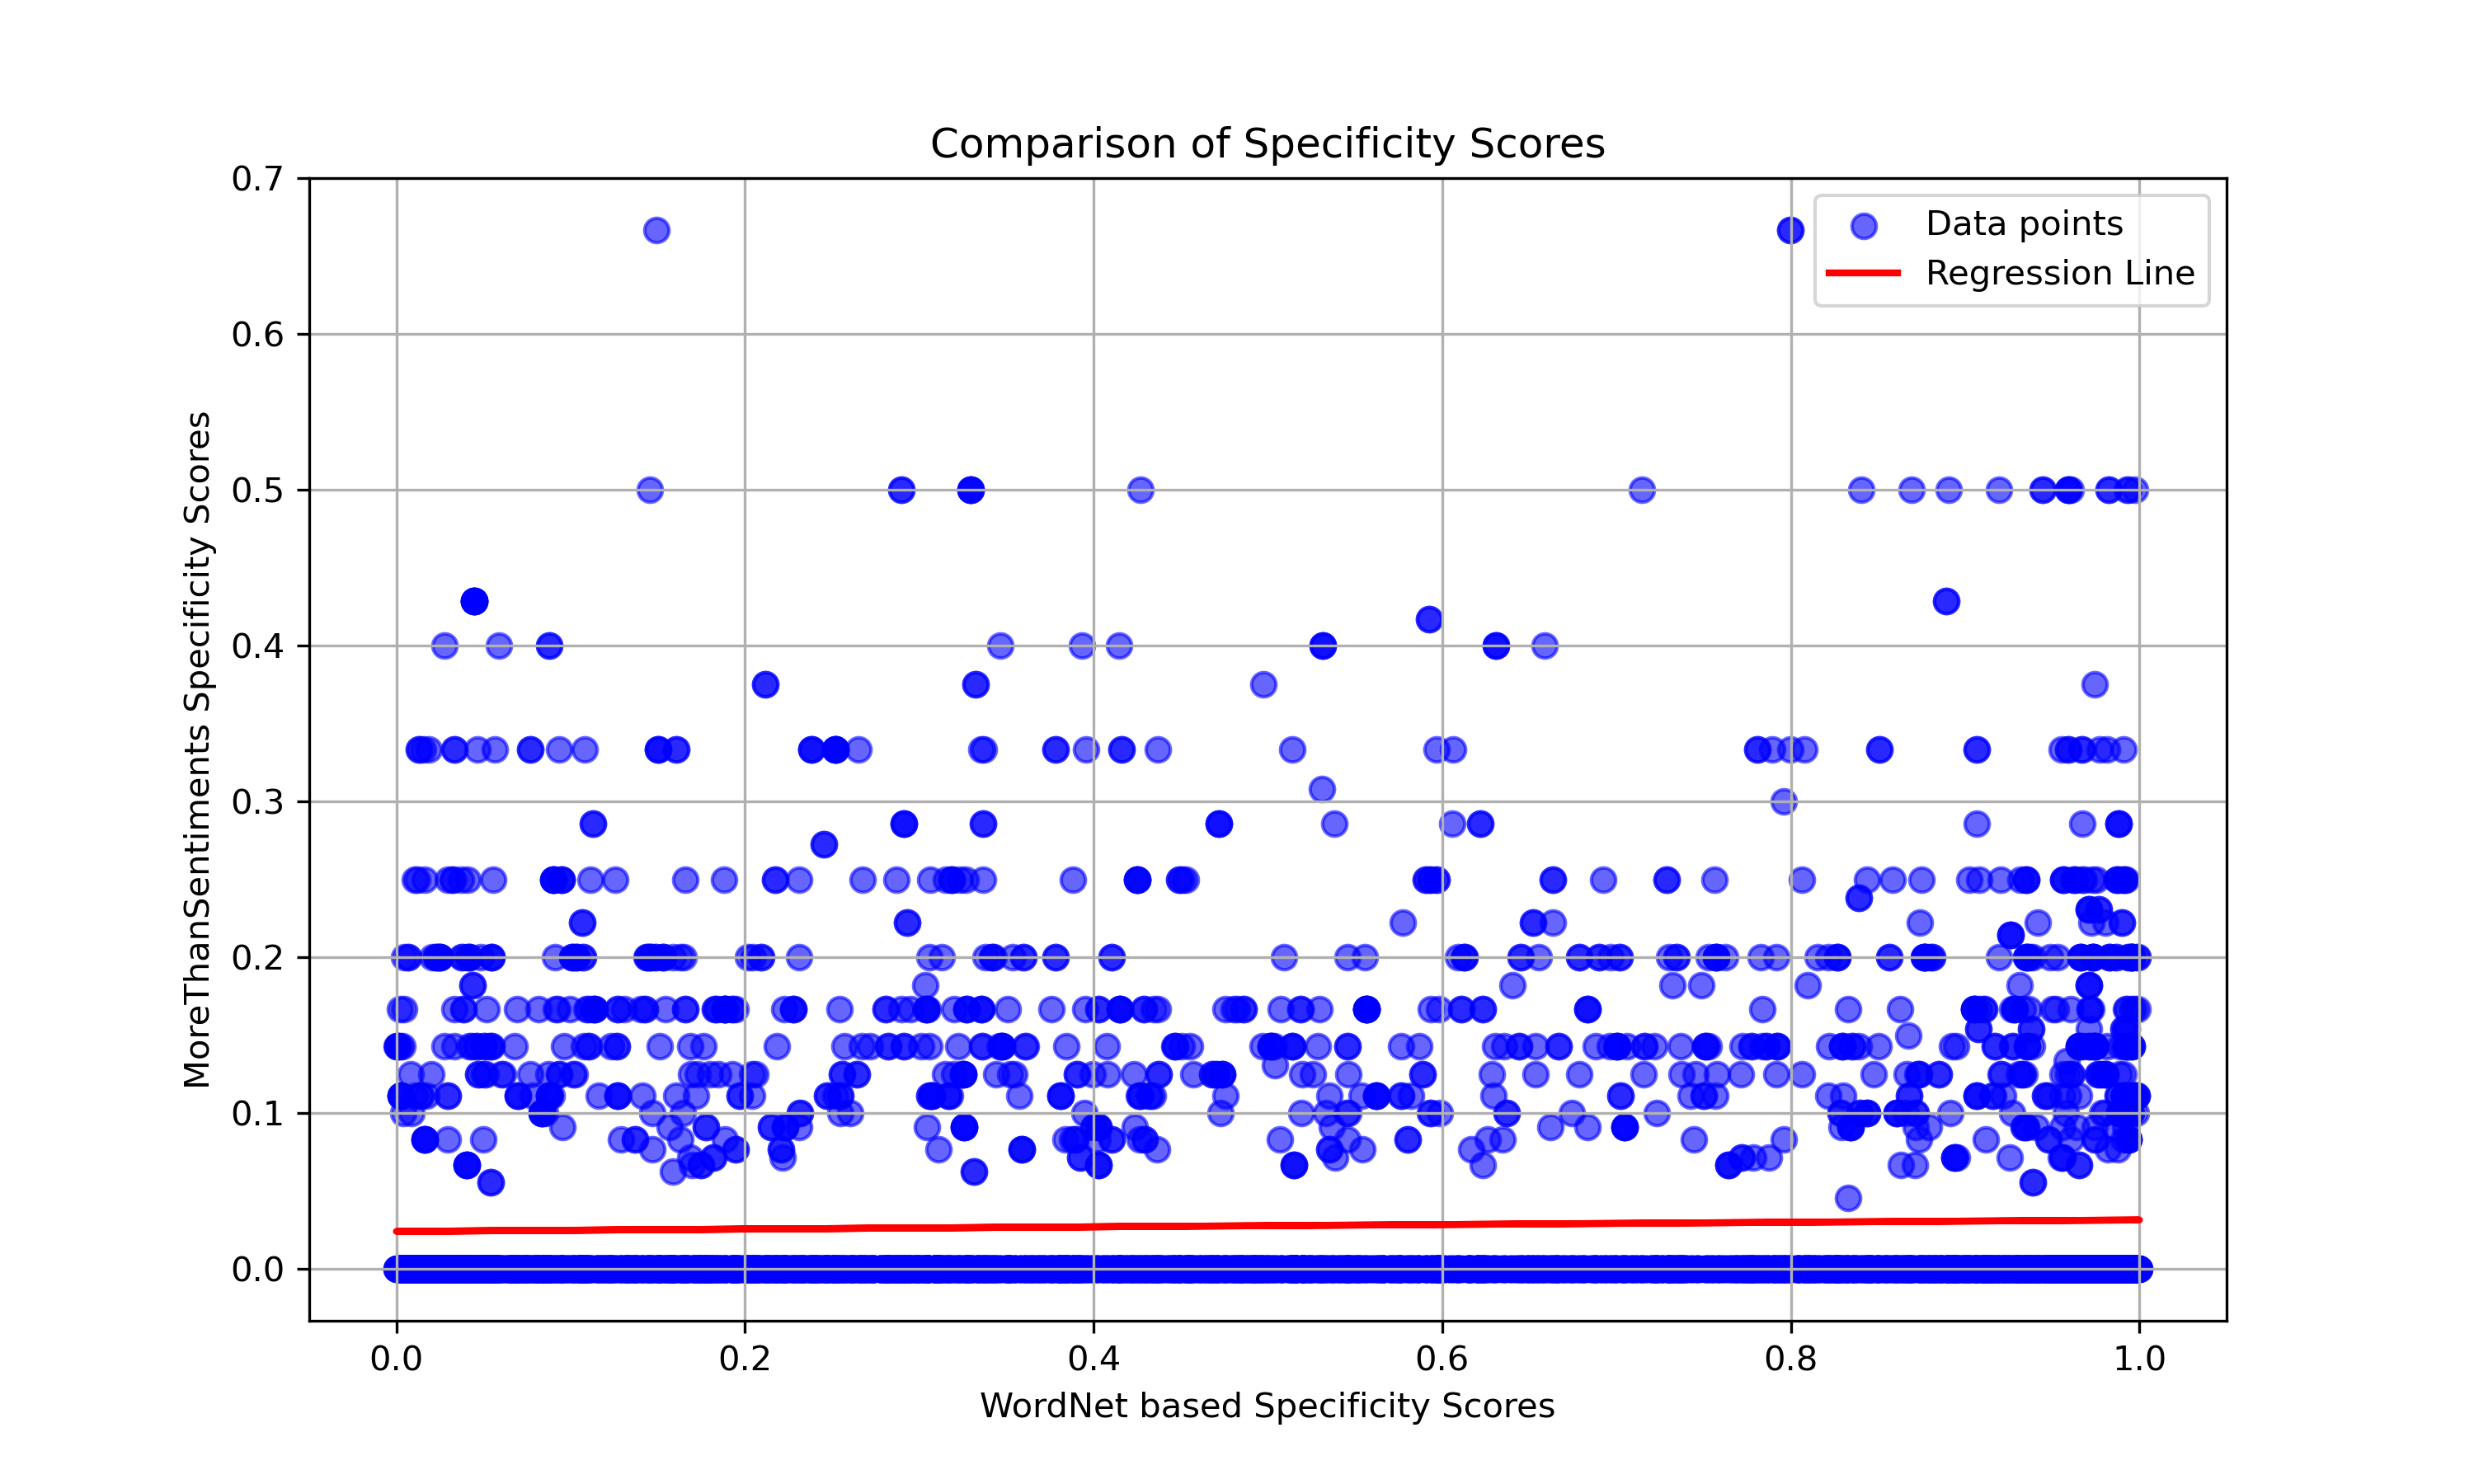 Comparison of Specificity Scores
Data points
Regression Line
MoreThanSentiments Specificity Scores
0.7
0.6
0.5
0.4
0.3
0.2
0.1
0.0
0.0 0.2 0.4 0.6 0.8 1.0
WordNet based Specificity Scores